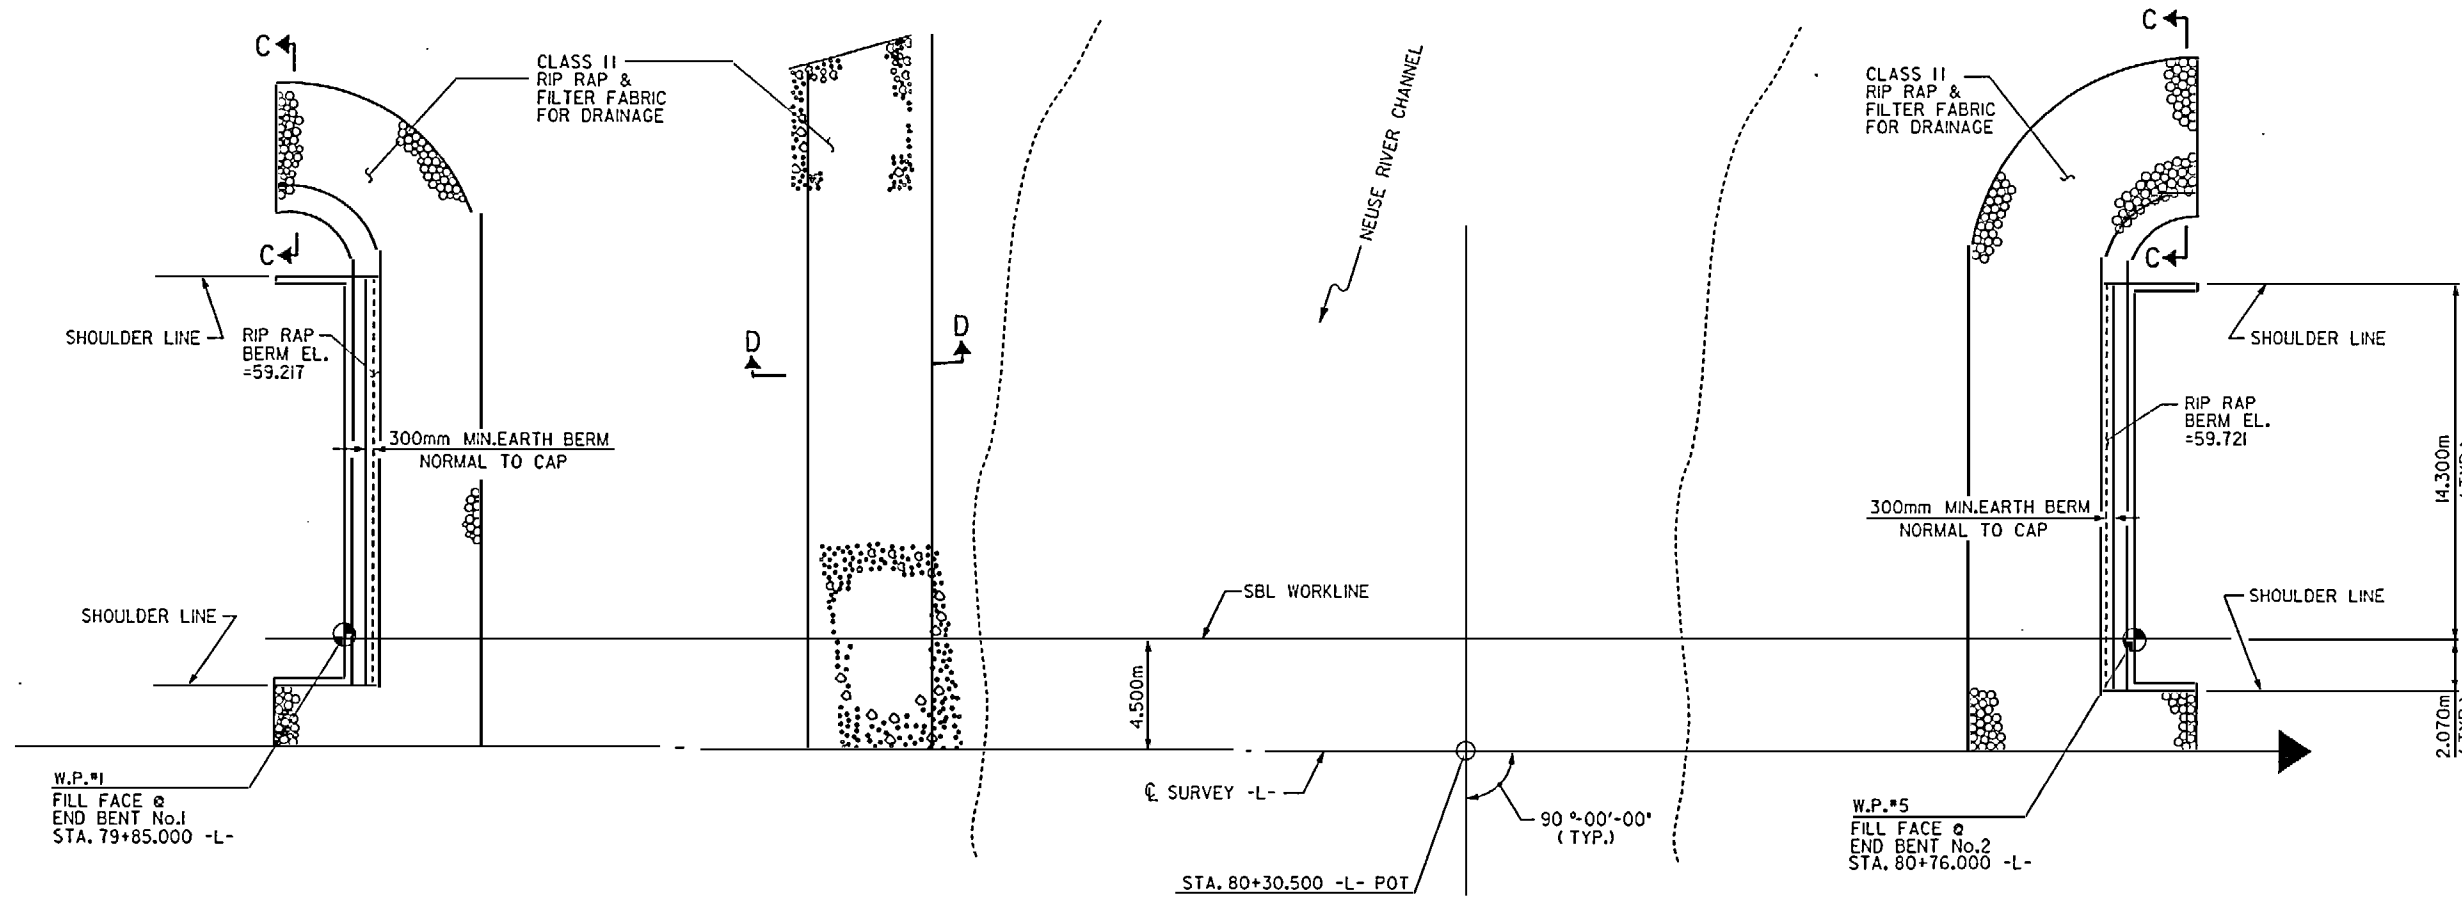 C
C
CLASS II
RIP RAP &
FILTER FABRIC
FOR DRAINAGE
CLASS II
RIP RAP &
FILTER FABRIC
FOR DRAINAGE
NEUSE RIVER CHANNEL
C
C
SHOULDER LINE
RIP RAP
BERM EL.
=59.217
D
D
SHOULDER LINE
RIP RAP
BERM EL.
=59.721
300mm MIN.EARTH BERM
NORMAL TO CAP
300mm MIN.EARTH BERM
NORMAL TO CAP
14.300m
SHOULDER LINE
SBL WORKLINE
SHOULDER LINE
4.500m
2.070m
W.P.#1
FILL FACE @
END BENT No.1
STA. 79+85.000 -L-
℄ SURVEY -L-
90°-00'-00"
(TYP.)
W.P.#5
FILL FACE @
END BENT No.2
STA. 80+76.000 -L-
STA. 80+30.500 -L- POT